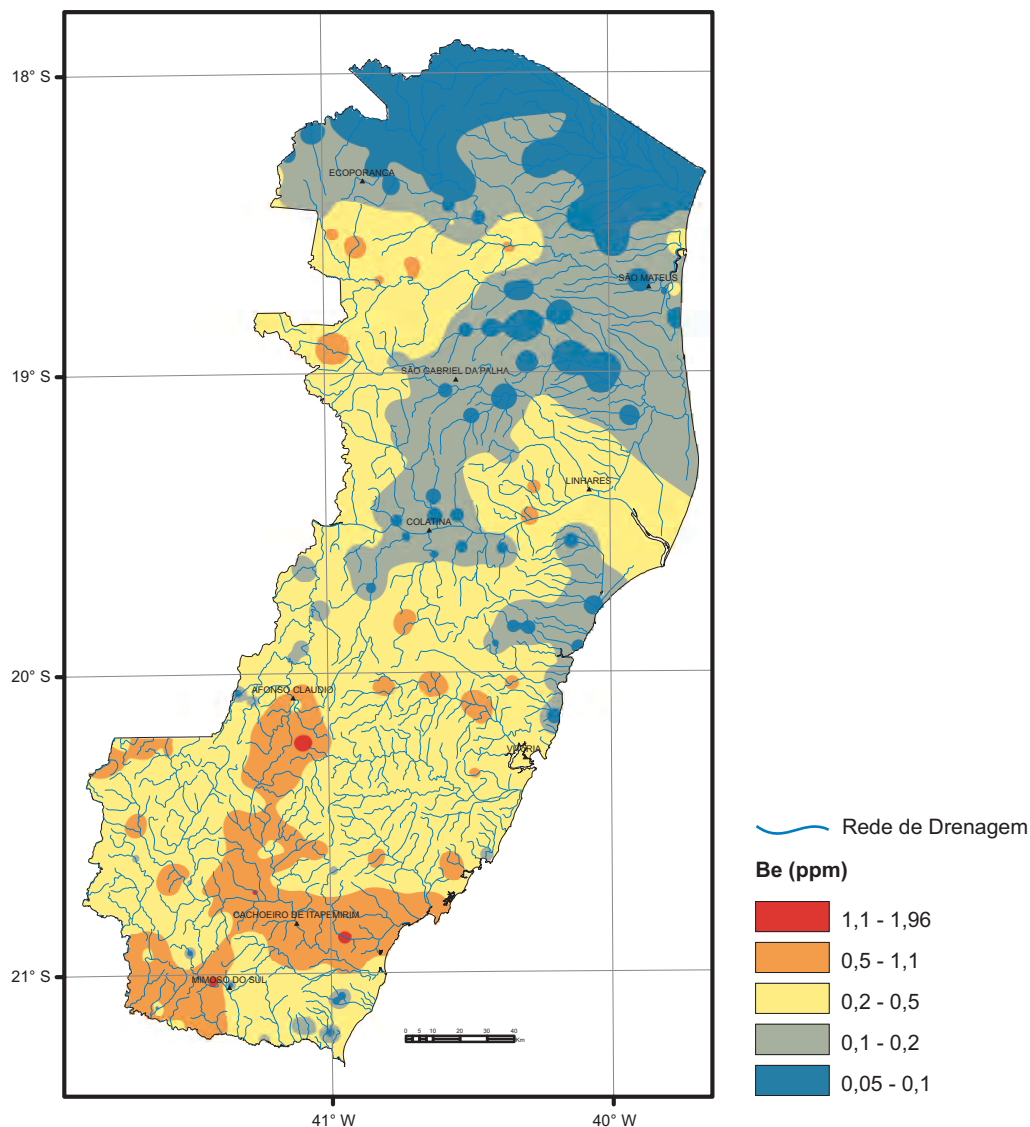 18° S
ECOPORANGA
SÃO MATEUS
19° S
SÃO GABRIEL DA PALHA
LINHARES
COLATINA
20° S
AFONSO CLAUDIO
VITÓRIA
CACHOEIRO DE ITAPEMIRIM
21° S
MIMOSO DO SUL
0 5 10 20 30 40
Km
41° W
40° W
Rede de Drenagem
Be (ppm)
1,1 - 1,96
0,5 - 1,1
0,2 - 0,5
0,1 - 0,2
0,05 - 0,1